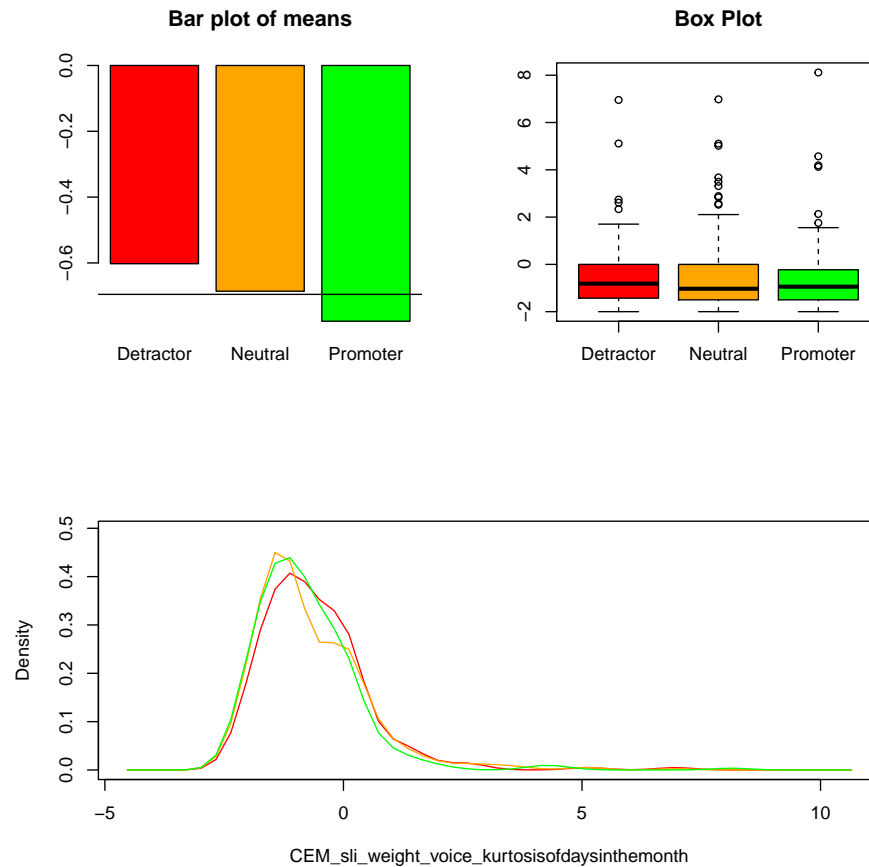 Bar plot of means
0.0
−0.2
−0.4
−0.6
Detractor Neutral Promoter
Box Plot
8
6
4
2
0
−2
Detractor Neutral Promoter
0.5
0.4
0.3
0.2
0.1
0.0
Density
−5 0 5 10
CEM_sli_weight_voice_kurtosisofdaysinthemonth